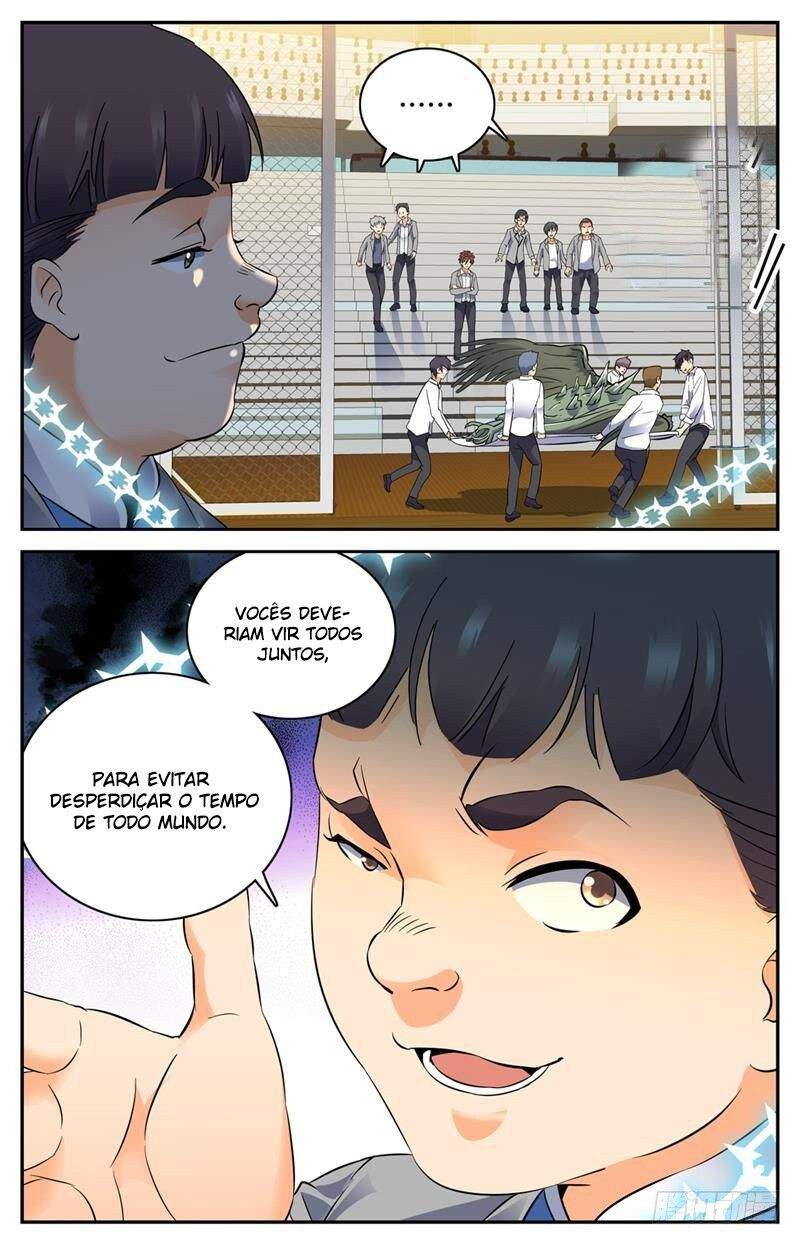 ......
VOCÊS DEVE-
RIAM VIR TODOS
JUNTOS,
PARA EVITAR
DESPERDIÇAR O TEMPO
DE TODO MUNDO.